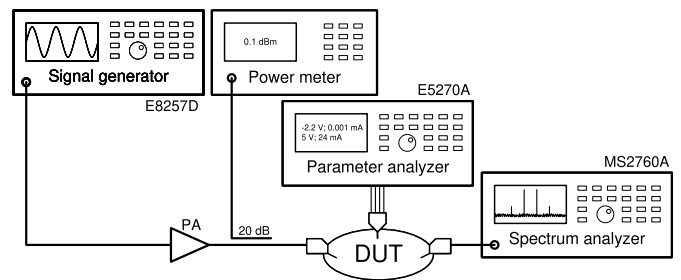 Signal generator
E8257D
0.1 dBm
Power meter
E5270A
-2.2 V; 0.001 mA
5 V; 24 mA
Parameter analyzer
MS2760A
Spectrum analyzer
PA
20 dB
DUT